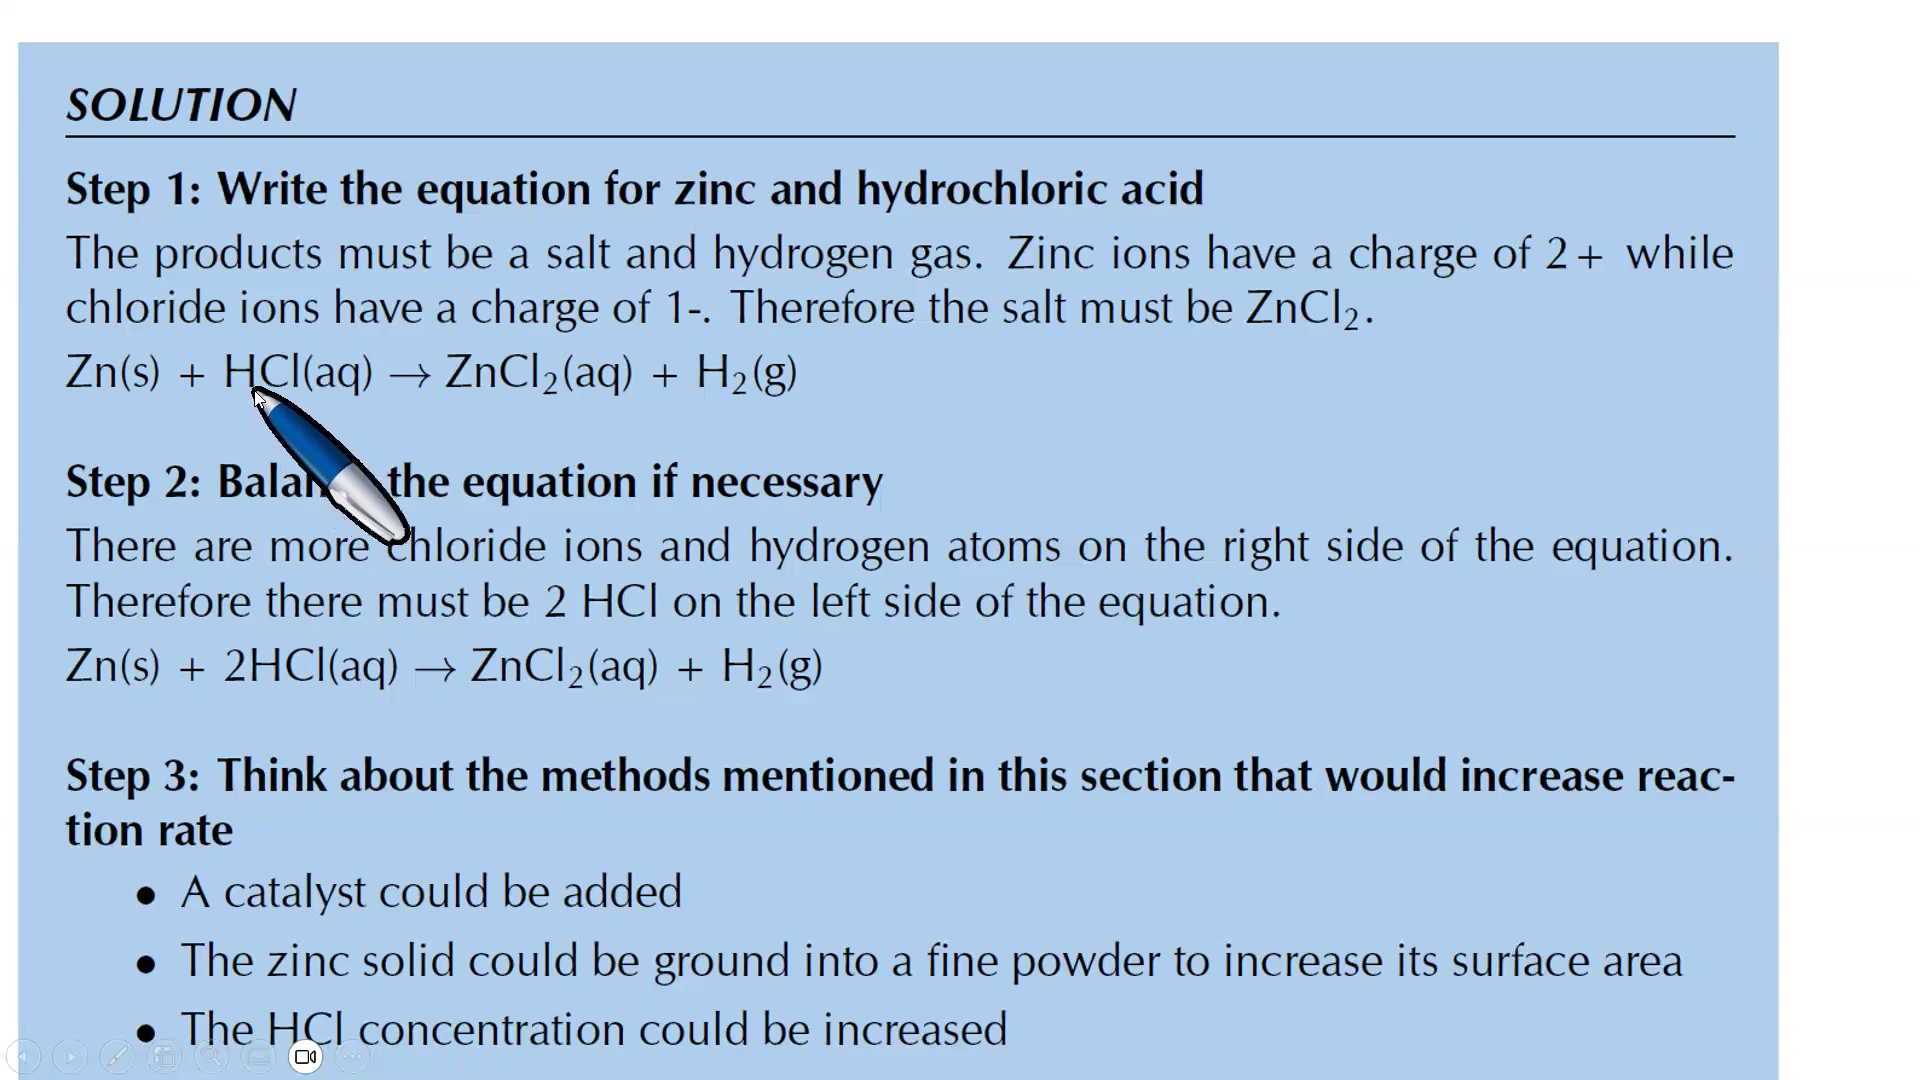 SOLUTION
Step 1: Write the equation for zinc and hydrochloric acid
The products must be a salt and hydrogen gas. Zinc ions have a charge of 2+ while
chloride ions have a charge of 1-. Therefore the salt must be ZnCl₂.
Zn(s) + HCl(aq) → ZnCl₂(aq) + H₂(g)
Step 2: the equation if necessary
There are more chloride ions and hydrogen atoms on the right side of the equation.
Therefore there must be 2 HCl on the left side of the equation.
Zn(s) + 2HCl(aq) → ZnCl₂(aq) + H₂(g)
Step 3: Think about the methods mentioned in this section that would increase reac-
tion rate
• A catalyst could be added
• The zinc solid could be ground into a fine powder to increase its surface area
• The HCl concentration could be increased